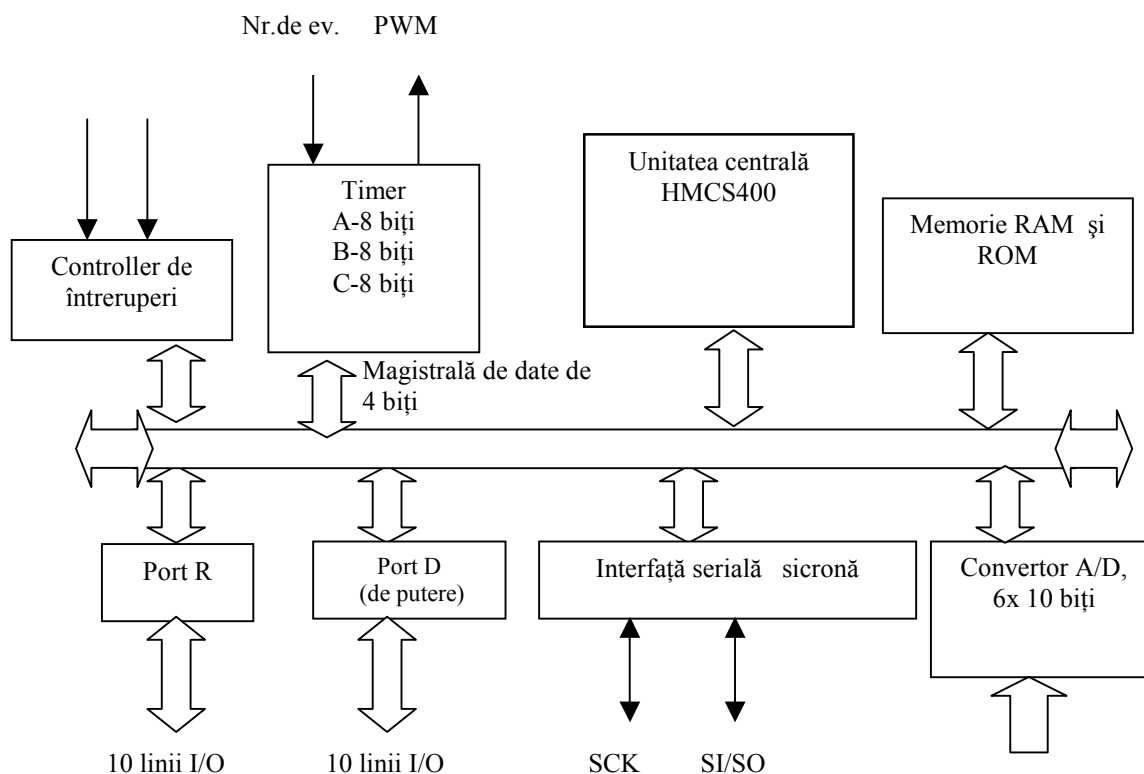 Nr.de ev. PWM
Timer
A-8 biți
B-8 biți
C-8 biți
Unitatea centrală
HMCS400
Memorie RAM şi
ROM
Controller de
întreruperi
Magistrală de date de
4 biți
Port R
Port D
(de putere)
Interfață serială sicronă
Convertor A/D,
6x 10 biți
10 linii I/O
10 linii I/O
SCK
SI/SO